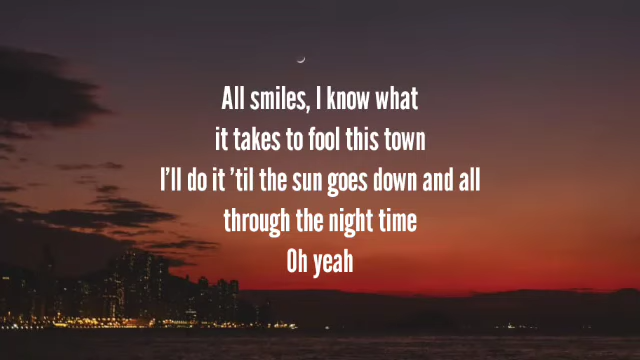 All smiles, I know what
it takes to fool this town
I'll do it 'til the sun goes down and all
through the night time
Oh yeah